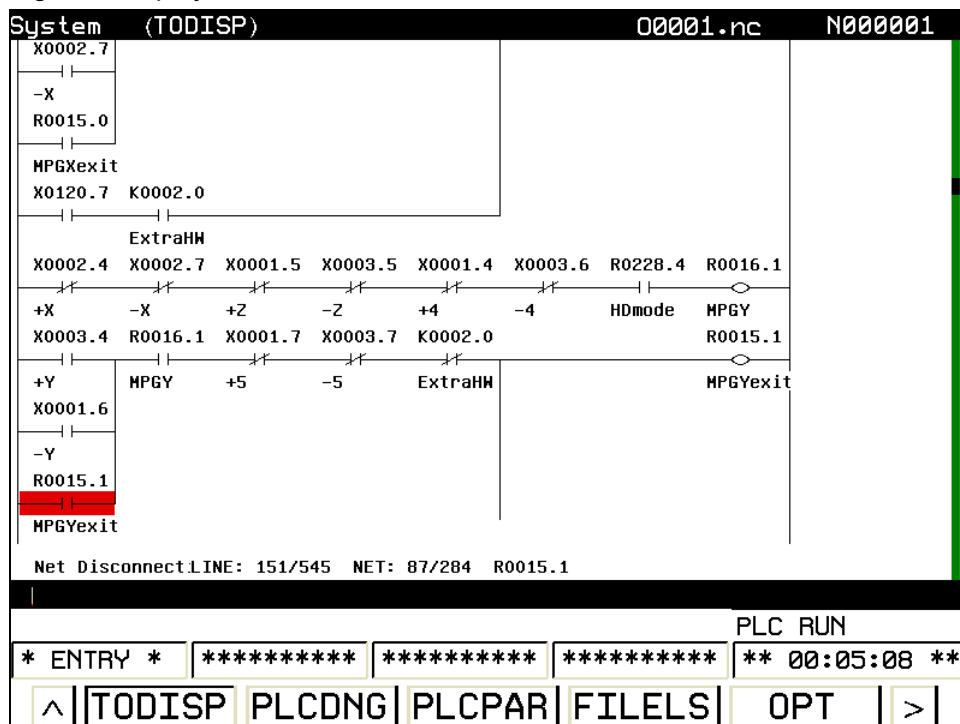 System (TODISP) O0001.nc N000001
X0002.7
-X
R0015.0
MPGXexit
X0120.7 K0002.0
ExtraHW
X0002.4 X0002.7 X0001.5 X0003.5 X0001.4 X0003.6 R0228.4 R0016.1
+X -X +Z -Z +4 -4 HDmode MPGY
X0003.4 R0016.1 X0001.7 X0003.7 K0002.0 R0015.1
+Y MPGY +5 -5 ExtraHW MPGYexit
X0001.6
-Y
R0015.1
MPGYexit
Net Disconnect LINE: 151/545 NET: 87/284 R0015.1
PLC RUN
* ENTRY * ********** ********** ********** ** 00:05:08 **
^ TODISP PLCDNG PLCPAR FILELS OPT >